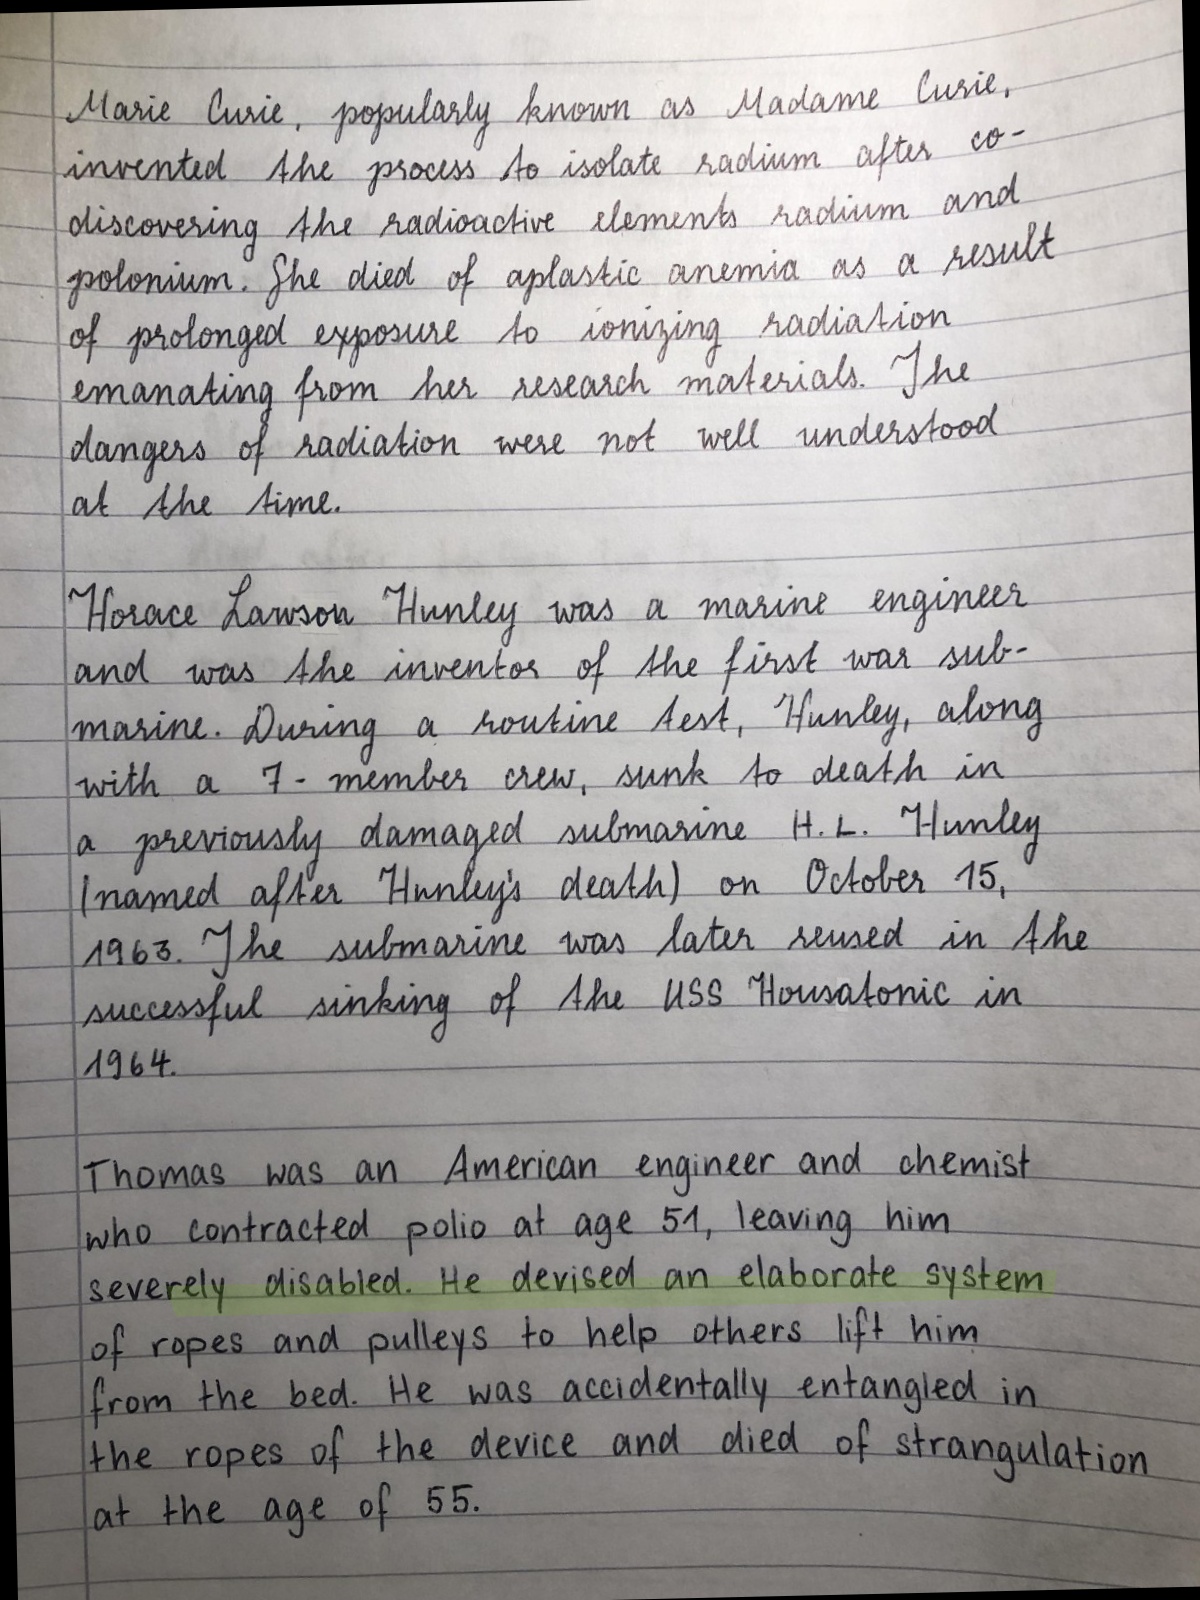 Marie Curie, popularly known as Madame Curie,
invented the process to isolate radium after co-
discovering the radioactive elements radium and
polonium. She died of aplastic anemia as a result
of prolonged exposure to ionizing radiation
emanating from her research materials. The
dangers of radiation were not well understood
at the time.
Horace Lawson Hunley was a marine engineer
and was the inventor of the first war sub-
marine. During a routine test, Hunley, along
with a 7-member crew, sunk to death in
a previously damaged submarine H.L. Hunley
(named after Hunley's death) on October 15,
1963. The submarine was later reused in the
successful sinking of the USS Housatonic in
1964.
Thomas was an American engineer and chemist
who contracted polio at age 51, leaving him
severely disabled. He devised an elaborate system
of ropes and pulleys to help others lift him
from the bed. He was accidentally entangled in
the ropes of the device and died of strangulation
at the age of 55.